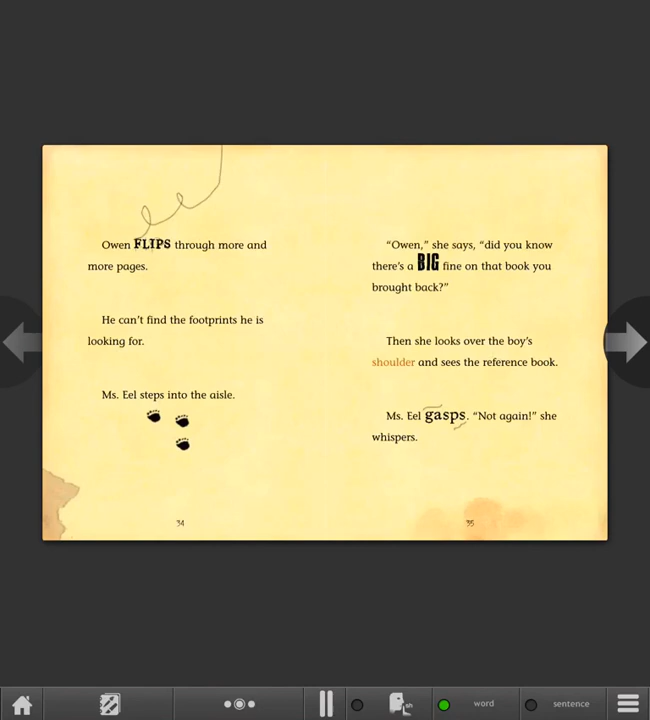 Owen FLIPS through more and
more pages.
He can’t find the footprints he is
looking for.
Ms. Eel steps into the aisle.
34
“Owen,” she says, “did you know
there’s a BIG fine on that book you
brought back?”
Then she looks over the boy’s
shoulder and sees the reference book.
Ms. Eel gasps. “Not again!” she
whispers.
35
sh
word
sentence